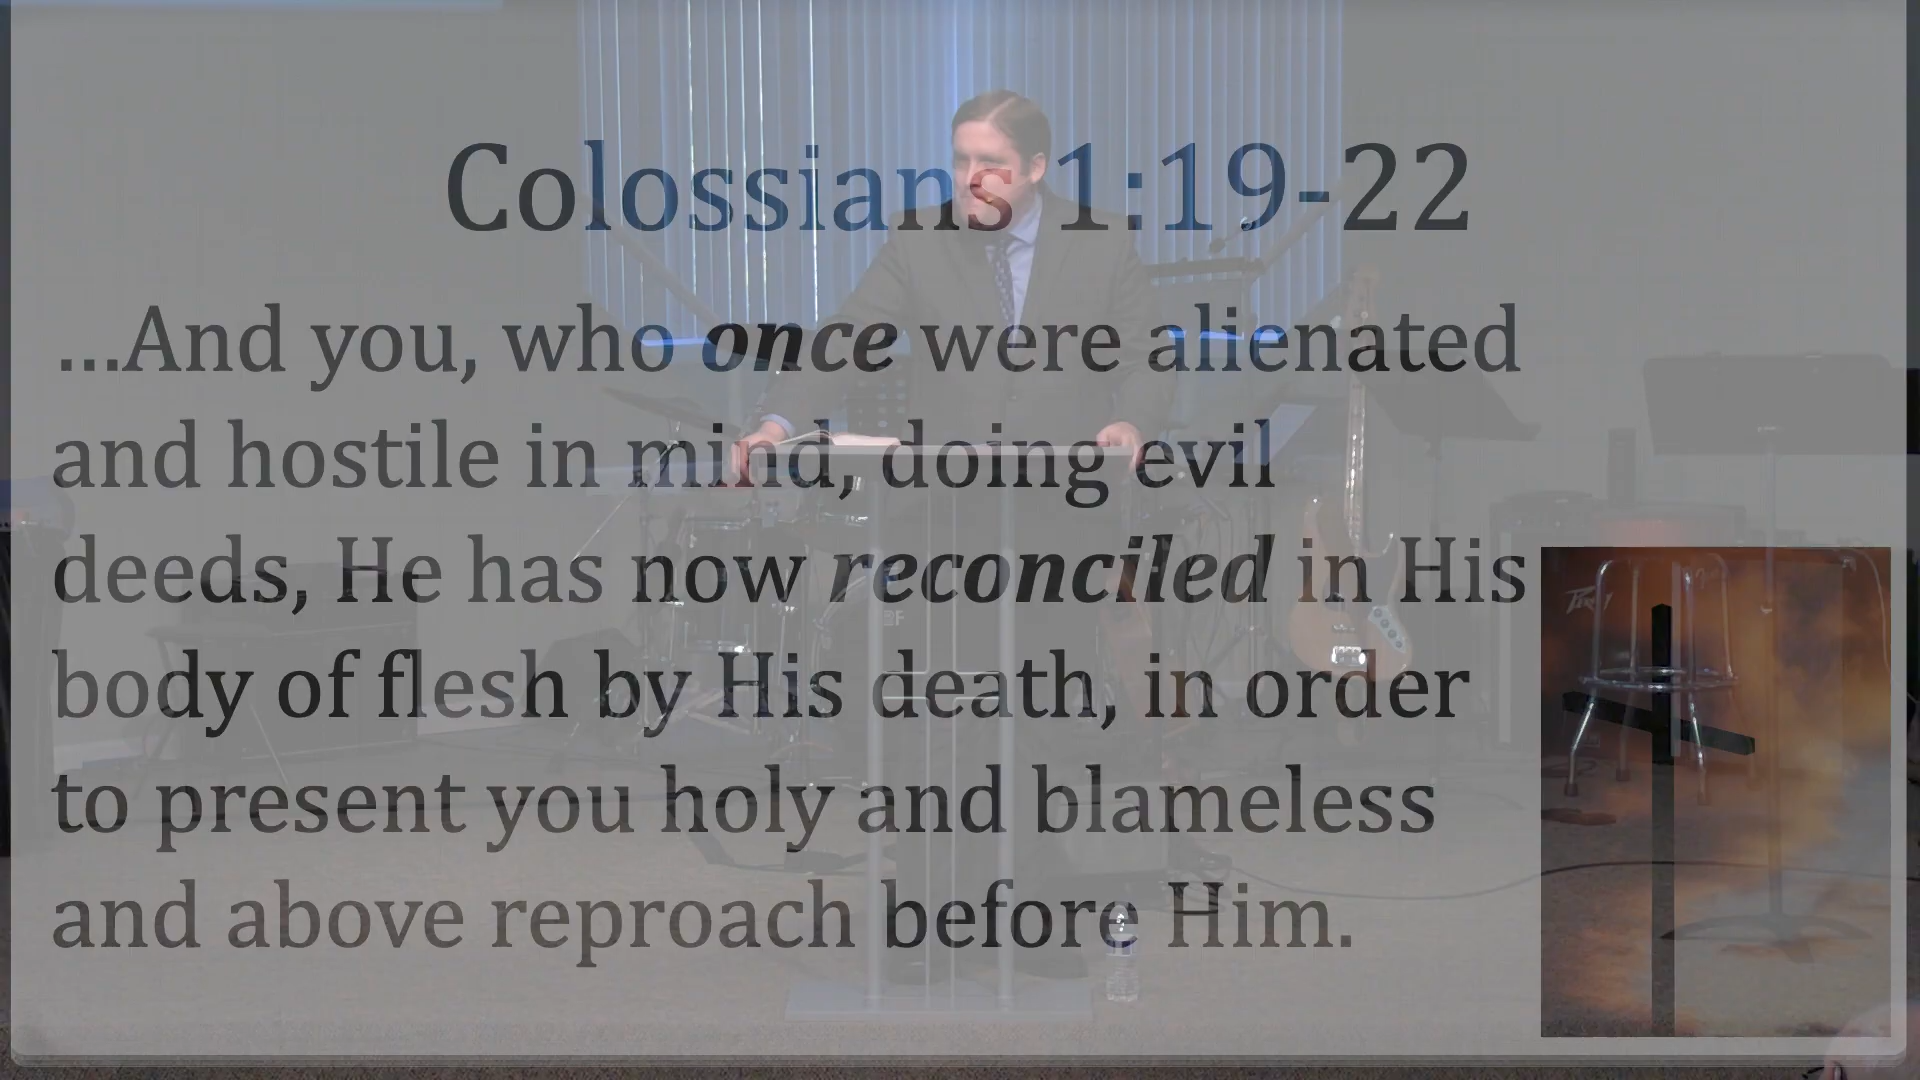 Colossians 1:19-22
…And you, who once were alienated
and hostile in mind, doing evil
deeds, He has now reconciled in His
body of flesh by His death, in order
to present you holy and blameless
and above reproach before Him.
PEAVEY